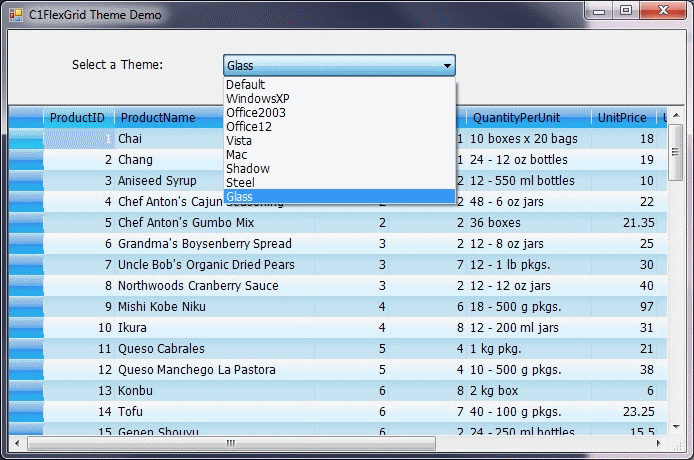 C1FlexGrid Theme Demo
Select a Theme: Glass
Default
WindowsXP
Office2003
Office12
Vista
Mac
Shadow
Steel
Glass
ProductID ProductName QuantityPerUnit UnitPrice
1 Chai 1 10 boxes x 20 bags 18
2 Chang 1 24 - 12 oz bottles 19
3 Aniseed Syrup 2 12 - 550 ml bottles 10
4 Chef Anton's Cajun Seasoning 2 2 48 - 6 oz jars 22
5 Chef Anton's Gumbo Mix 2 2 36 boxes 21.35
6 Grandma's Boysenberry Spread 3 2 12 - 8 oz jars 25
7 Uncle Bob's Organic Dried Pears 3 7 12 - 1 lb pkgs. 30
8 Northwoods Cranberry Sauce 3 2 12 - 12 oz jars 40
9 Mishi Kobe Niku 4 6 18 - 500 g pkgs. 97
10 Ikura 4 8 12 - 200 ml jars 31
11 Queso Cabrales 5 4 1 kg pkg. 21
12 Queso Manchego La Pastora 5 4 10 - 500 g pkgs. 38
13 Konbu 6 8 2 kg box 6
14 Tofu 6 7 40 - 100 g pkgs. 23.25
15 Genen Shouyu 6 2 24 - 250 ml bottles 15.5